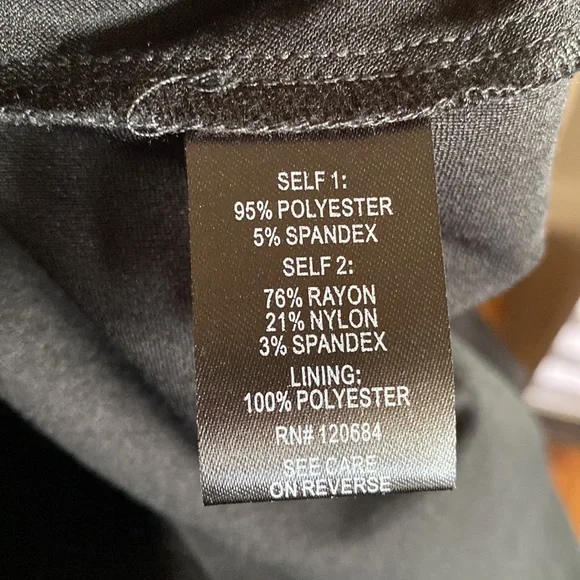 SELF 1:
95% POLYESTER
5% SPANDEX
SELF 2:
76% RAYON
21% NYLON
3% SPANDEX
LINING:
100% POLYESTER
RN# 120684
SEE CARE
ON REVERSE